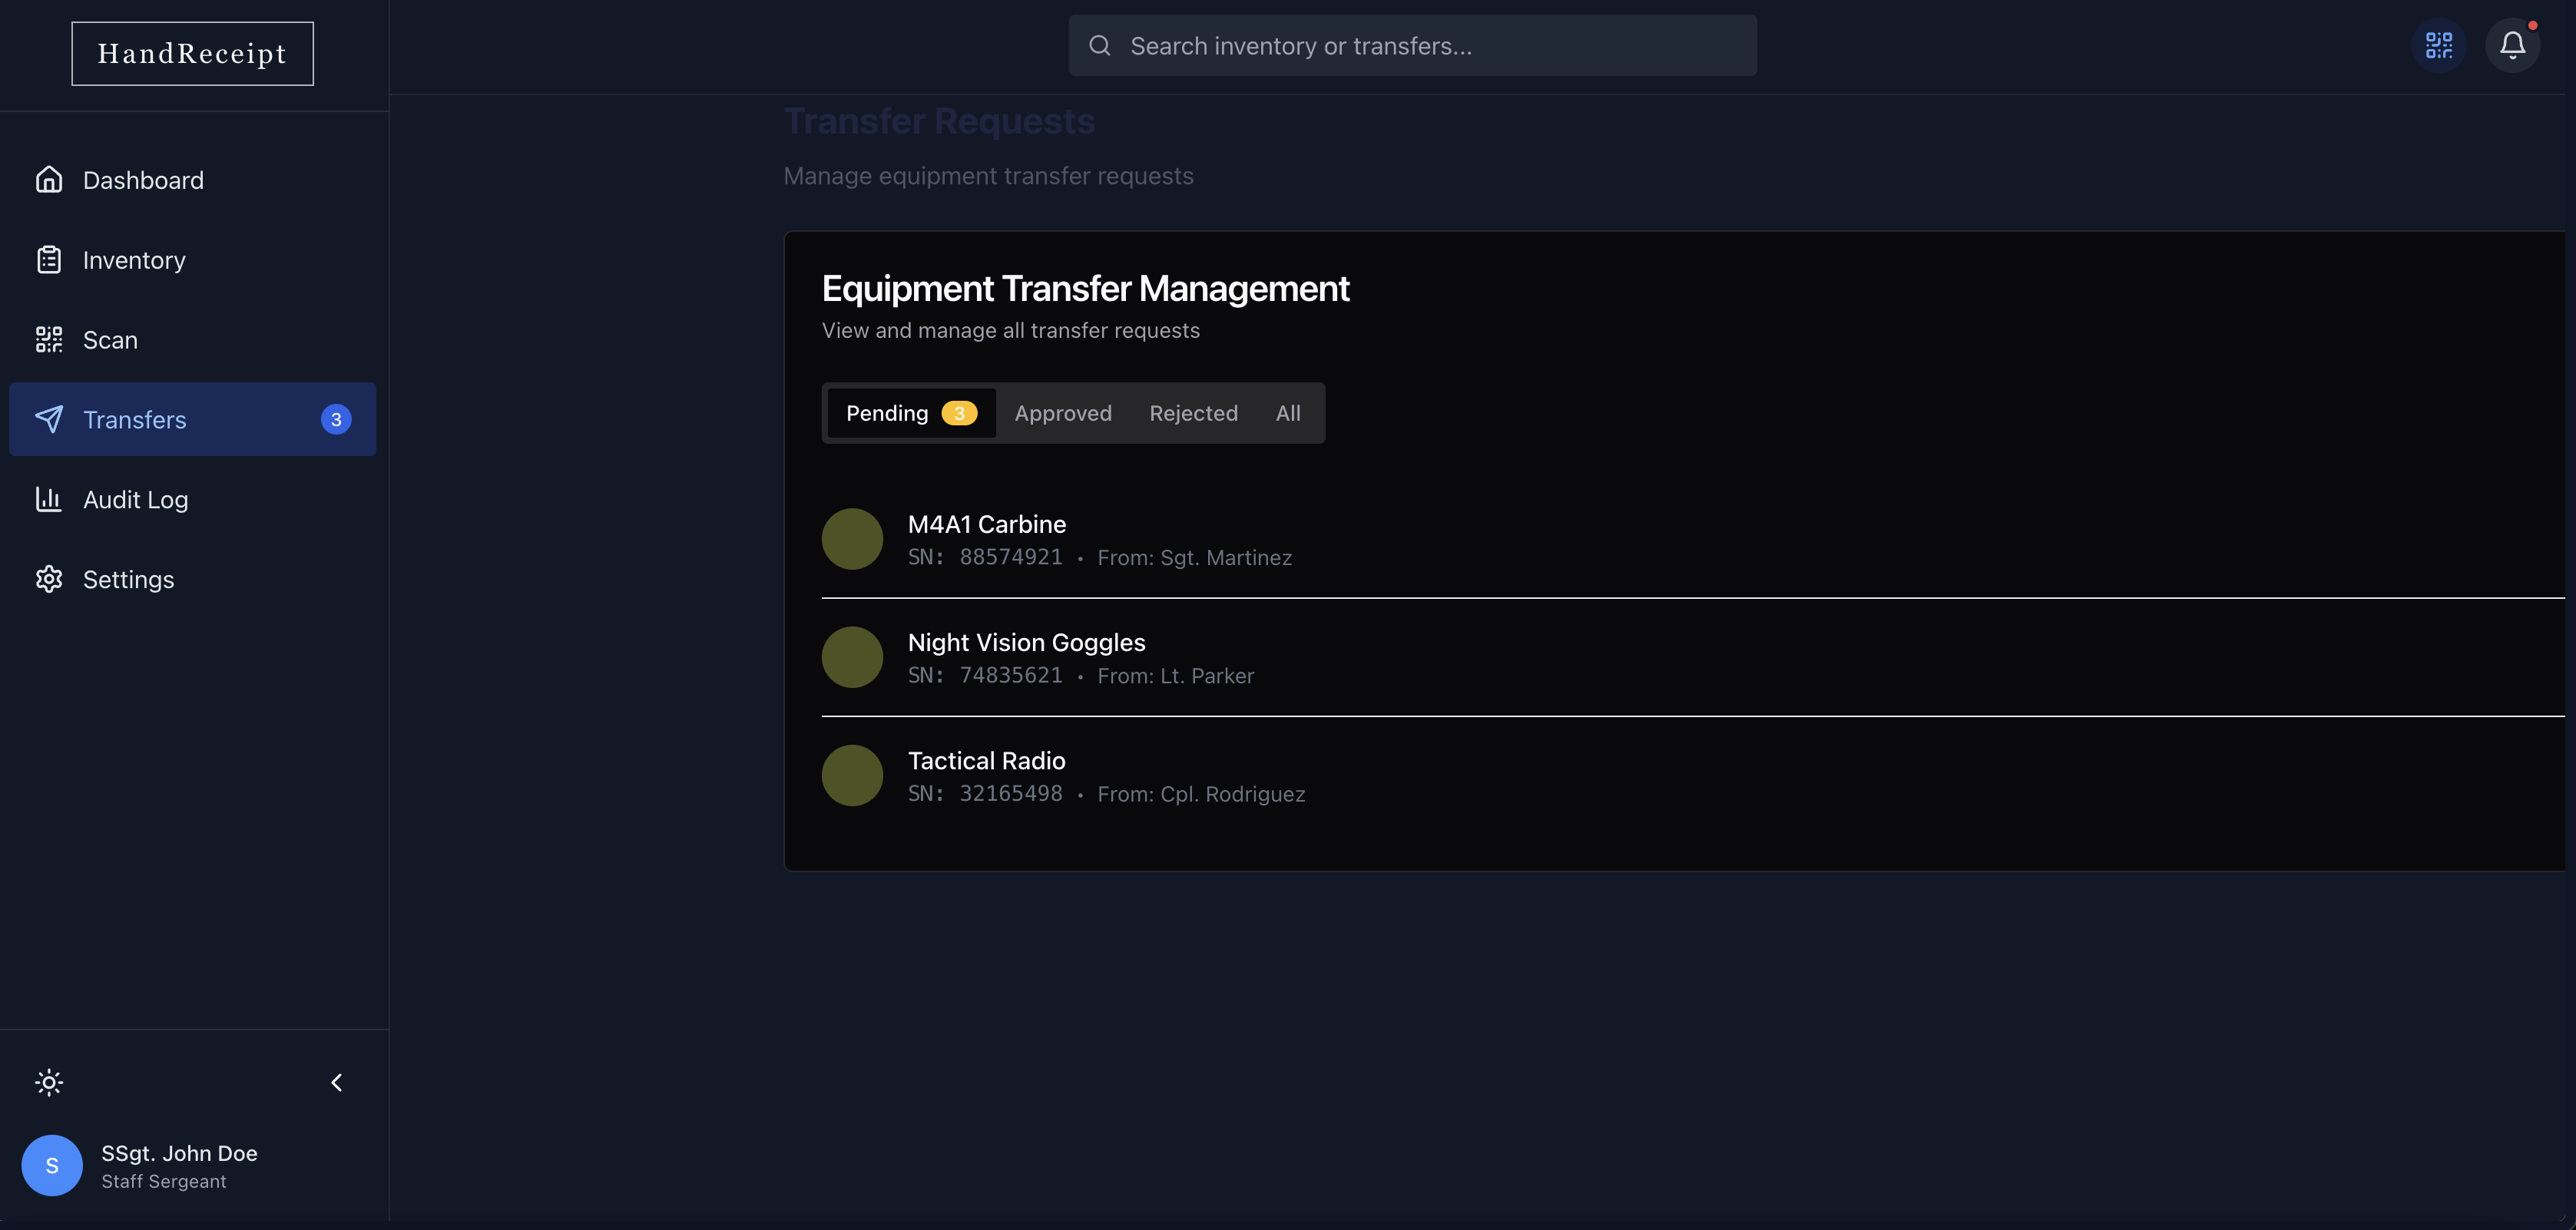 HandReceipt
Search inventory or transfers...
Dashboard
Inventory
Scan
Transfers 3
Audit Log
Settings
SSgt. John Doe
Staff Sergeant
S
Transfer Requests
Manage equipment transfer requests
Equipment Transfer Management
View and manage all transfer requests
Pending 3 Approved Rejected All
M4A1 Carbine
SN: 88574921 • From: Sgt. Martinez
Night Vision Goggles
SN: 74835621 • From: Lt. Parker
Tactical Radio
SN: 32165498 • From: Cpl. Rodriguez